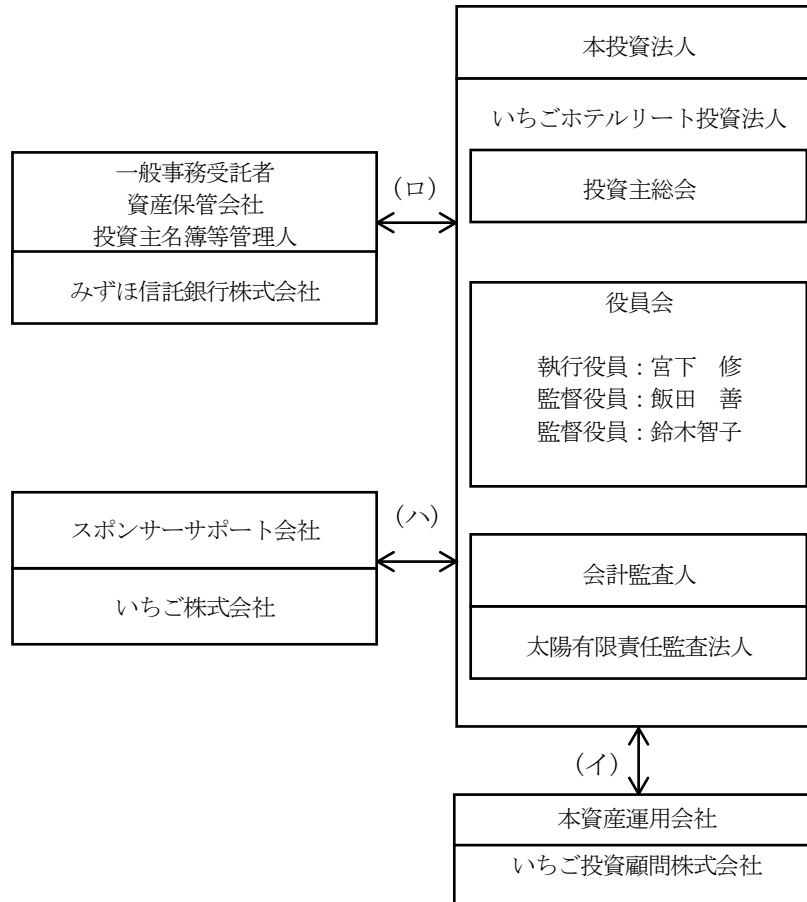 本投資法人
いちごホテルリート投資法人
投資主総会
役員会
執行役員：宮下　修
監督役員：飯田　善
監督役員：鈴木智子
会計監査人
太陽有限責任監査法人
一般事務受託者
資産保管会社
投資主名簿等管理人
みずほ信託銀行株式会社
（ロ）
スポンサーサポート会社
いちご株式会社
（ハ）
（イ）
本資産運用会社
いちご投資顧問株式会社